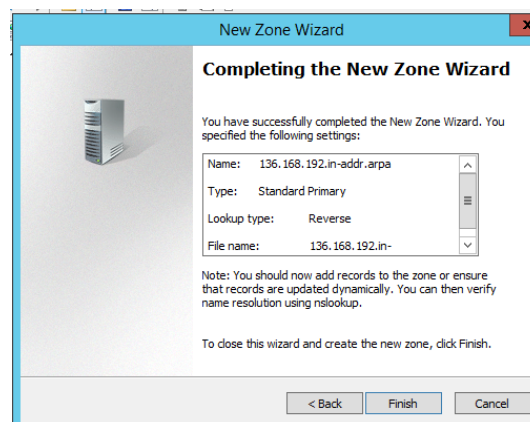 New Zone Wizard
x
Completing the New Zone Wizard
You have successfully completed the New Zone Wizard. You
specified the following settings:
Name: 136.168.192.in-addr.arpa
Type: Standard Primary
Lookup type: Reverse
File name: 136.168.192.in-
Note: You should now add records to the zone or ensure
that records are updated dynamically. You can then verify
name resolution using nslookup.
To close this wizard and create the new zone, click Finish.
< Back Finish Cancel